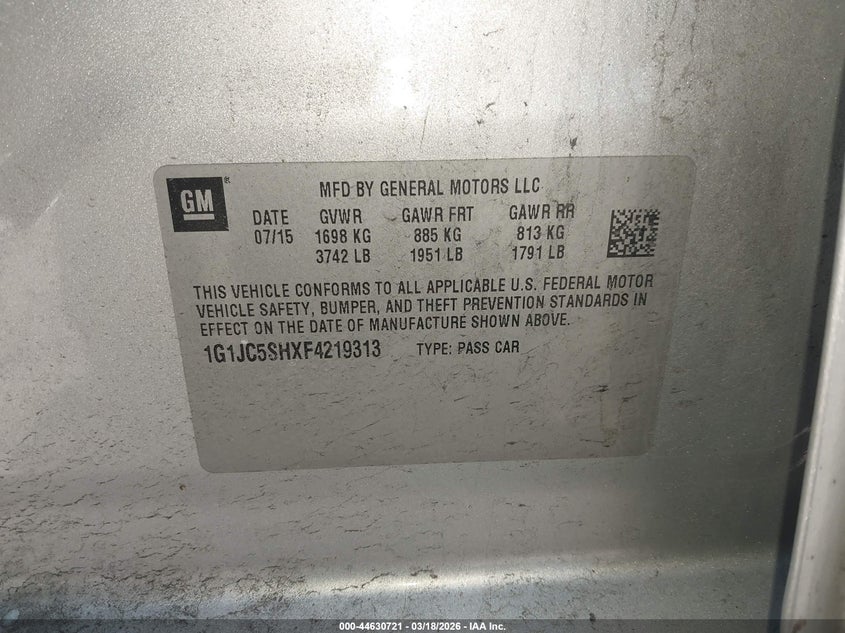 GM®
MFD BY GENERAL MOTORS LLC
DATE GVWR GAWR FRT GAWR RR
07/15 1698 KG 885 KG 813 KG
3742 LB 1951 LB 1791 LB
THIS VEHICLE CONFORMS TO ALL APPLICABLE U.S. FEDERAL MOTOR
VEHICLE SAFETY, BUMPER, AND THEFT PREVENTION STANDARDS IN
EFFECT ON THE DATE OF MANUFACTURE SHOWN ABOVE.
1G1JC5SHXF4219313 TYPE: PASS CAR
000-44630721 — 03/18/2026 — IAA Inc.